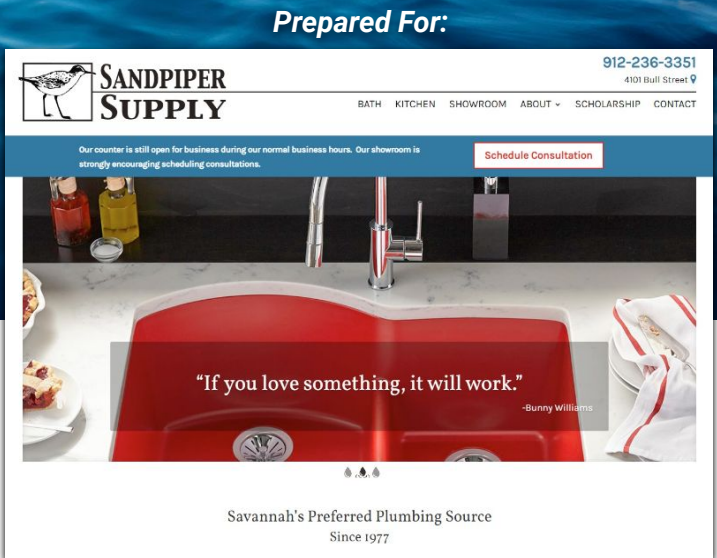 Prepared For:
SANDPIPER
SUPPLY
912-236-3351
4101 Bull Street
BATH KITCHEN SHOWROOM ABOUT SCHOLARSHIP CONTACT
Our counter is still open for business during our normal business hours. Our showroom is
strongly encouraging scheduling consultations.
Schedule Consultation
“If you love something, it will work.”
-Bunny Williams
Savannah's Preferred Plumbing Source
Since 1977